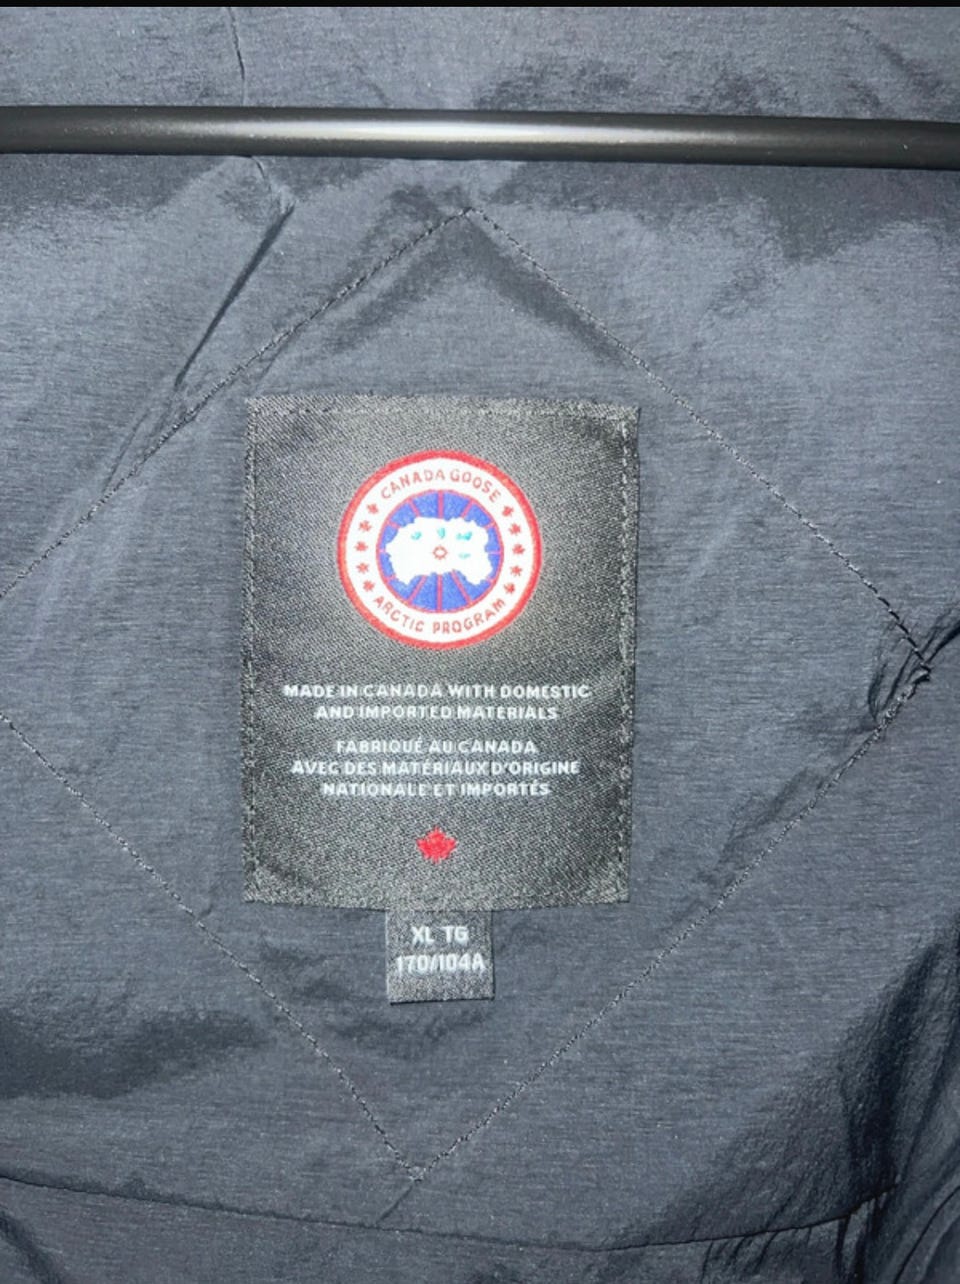 CANADA GOOSE
ARCTIC PROGRAM
MADE IN CANADA WITH DOMESTIC
AND IMPORTED MATERIALS
FABRIQUÉ AU CANADA
AVEC DES MATÉRIAUX D'ORIGINE
NATIONALE ET IMPORTÉS
XL TG
170/104A